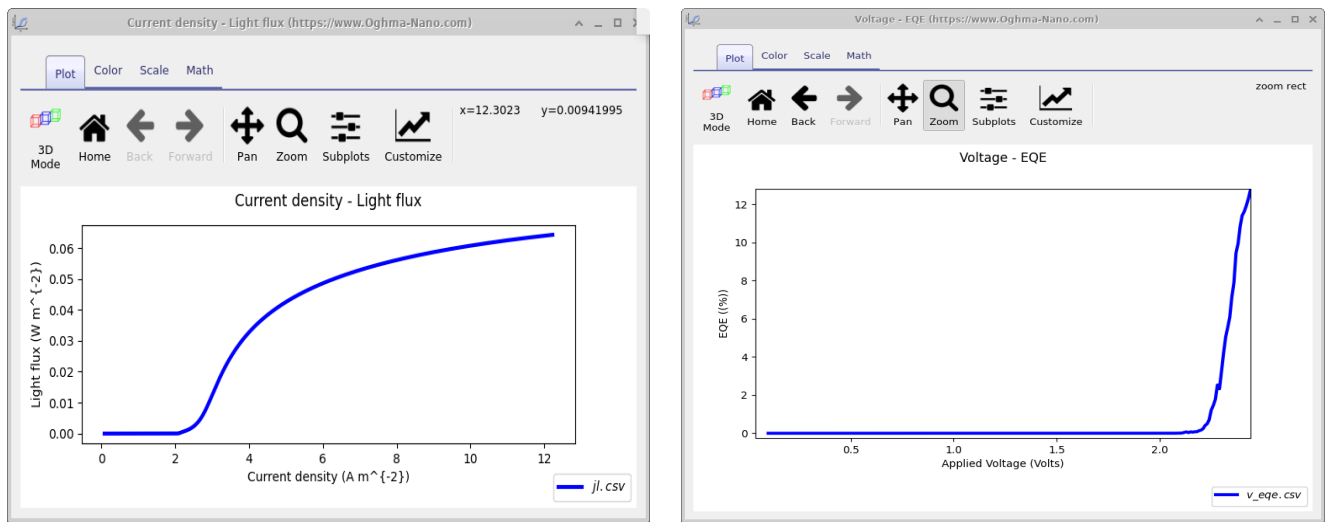 Current density - Light flux (https://www.Oghma-Nano.com)
Plot Color Scale Math
3D Mode Home Back Forward Pan Zoom Subplots Customize
x=12.3023 y=0.00941995
Current density - Light flux
Light flux (W m^{-2})
0.06
0.05
0.04
0.03
0.02
0.01
0.00
0 2 4 6 8 10 12
Current density (A m^{-2})
jl.csv
Voltage - EQE (https://www.Oghma-Nano.com)
Plot Color Scale Math
3D Mode Home Back Forward Pan Zoom Subplots Customize
zoom rect
Voltage - EQE
EQE ((%))
12
10
8
6
4
2
0
0.5 1.0 1.5 2.0
Applied Voltage (Volts)
v_eqe.csv